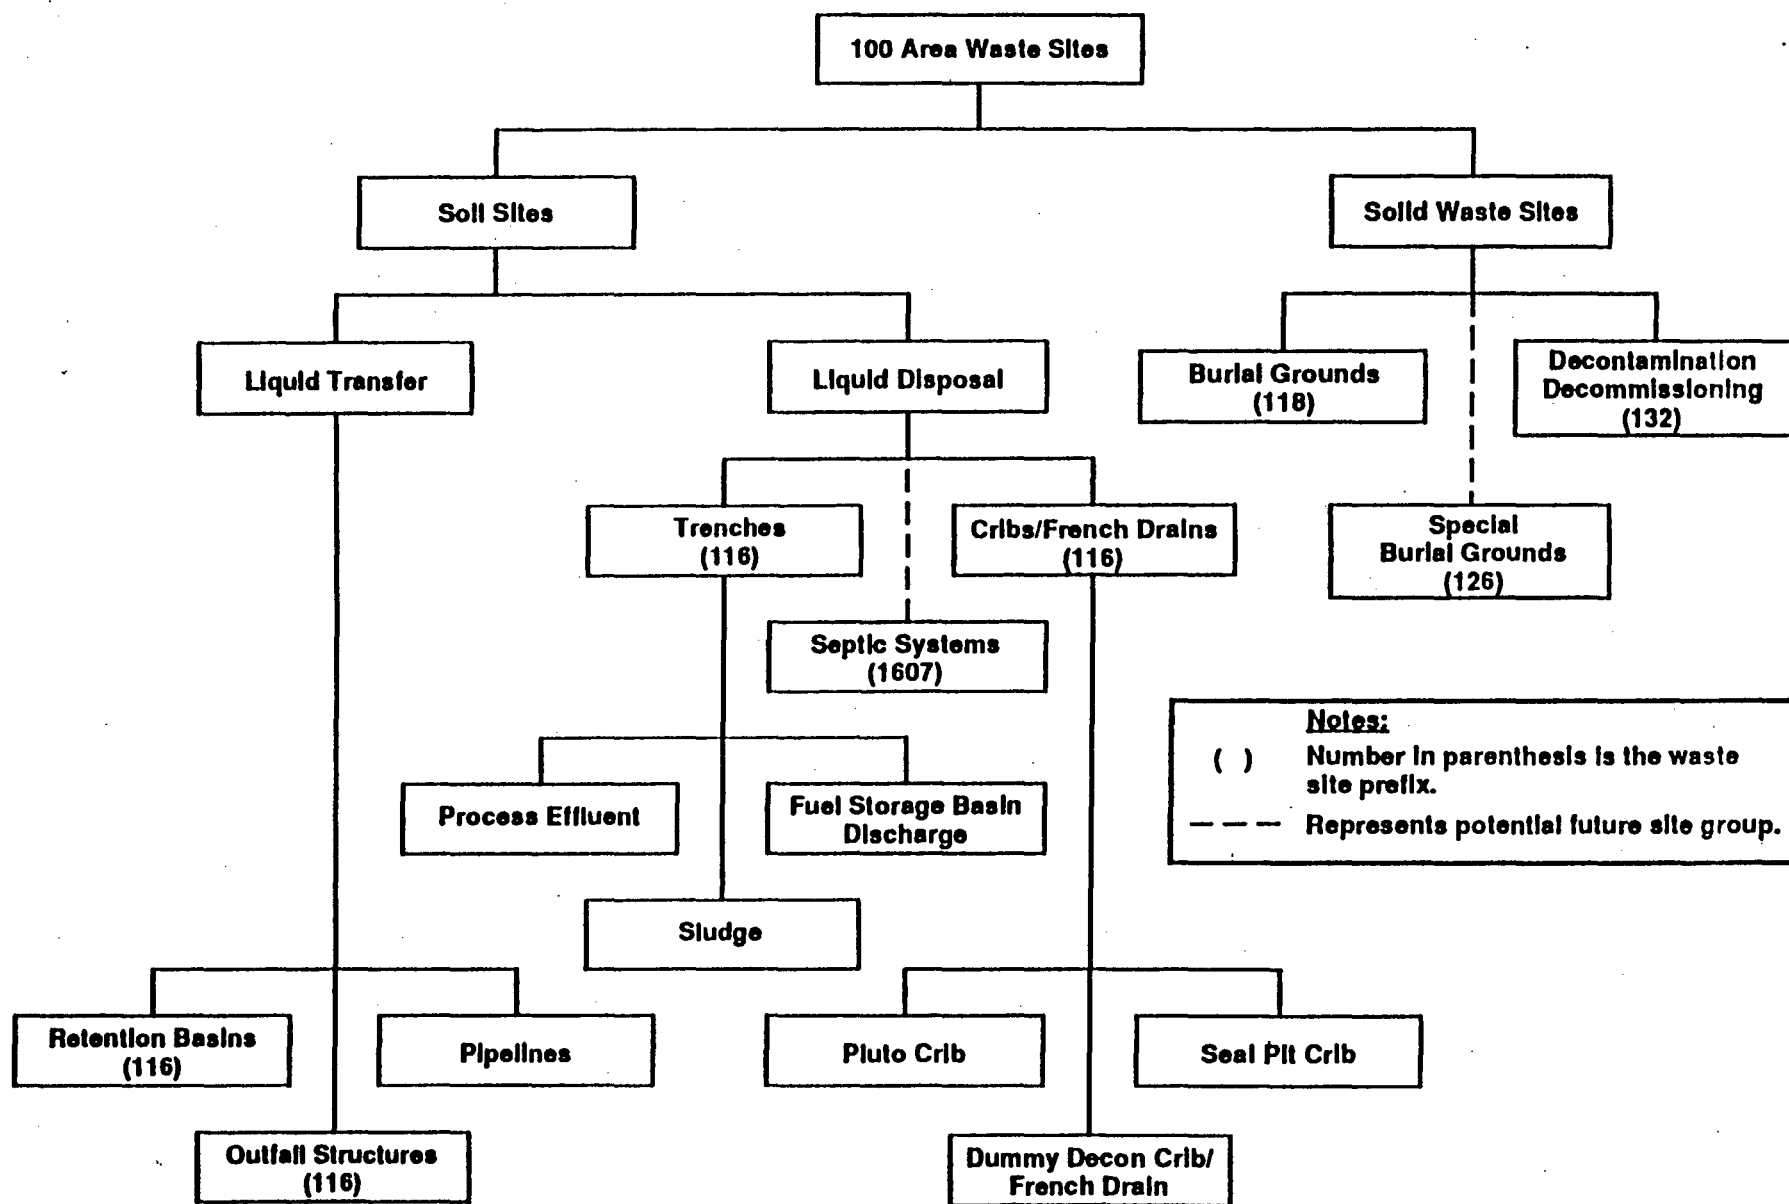 100 Area Waste Sites
Soil Sites
Solid Waste Sites
Liquid Transfer
Liquid Disposal
Burial Grounds
(118)
Decontamination
Decommissioning
(132)
Trenches
(116)
Cribs/French Drains
(116)
Special
Burial Grounds
(126)
Septic Systems
(1607)
Notes:
( ) Number in parenthesis is the waste
site prefix.
Represents potential future site group.
Process Effluent
Fuel Storage Basin
Discharge
Sludge
Retention Basins
(116)
Pipelines
Pluto Crib
Seal Pit Crib
Outfall Structures
(116)
Dummy Decon Crib/
French Drain